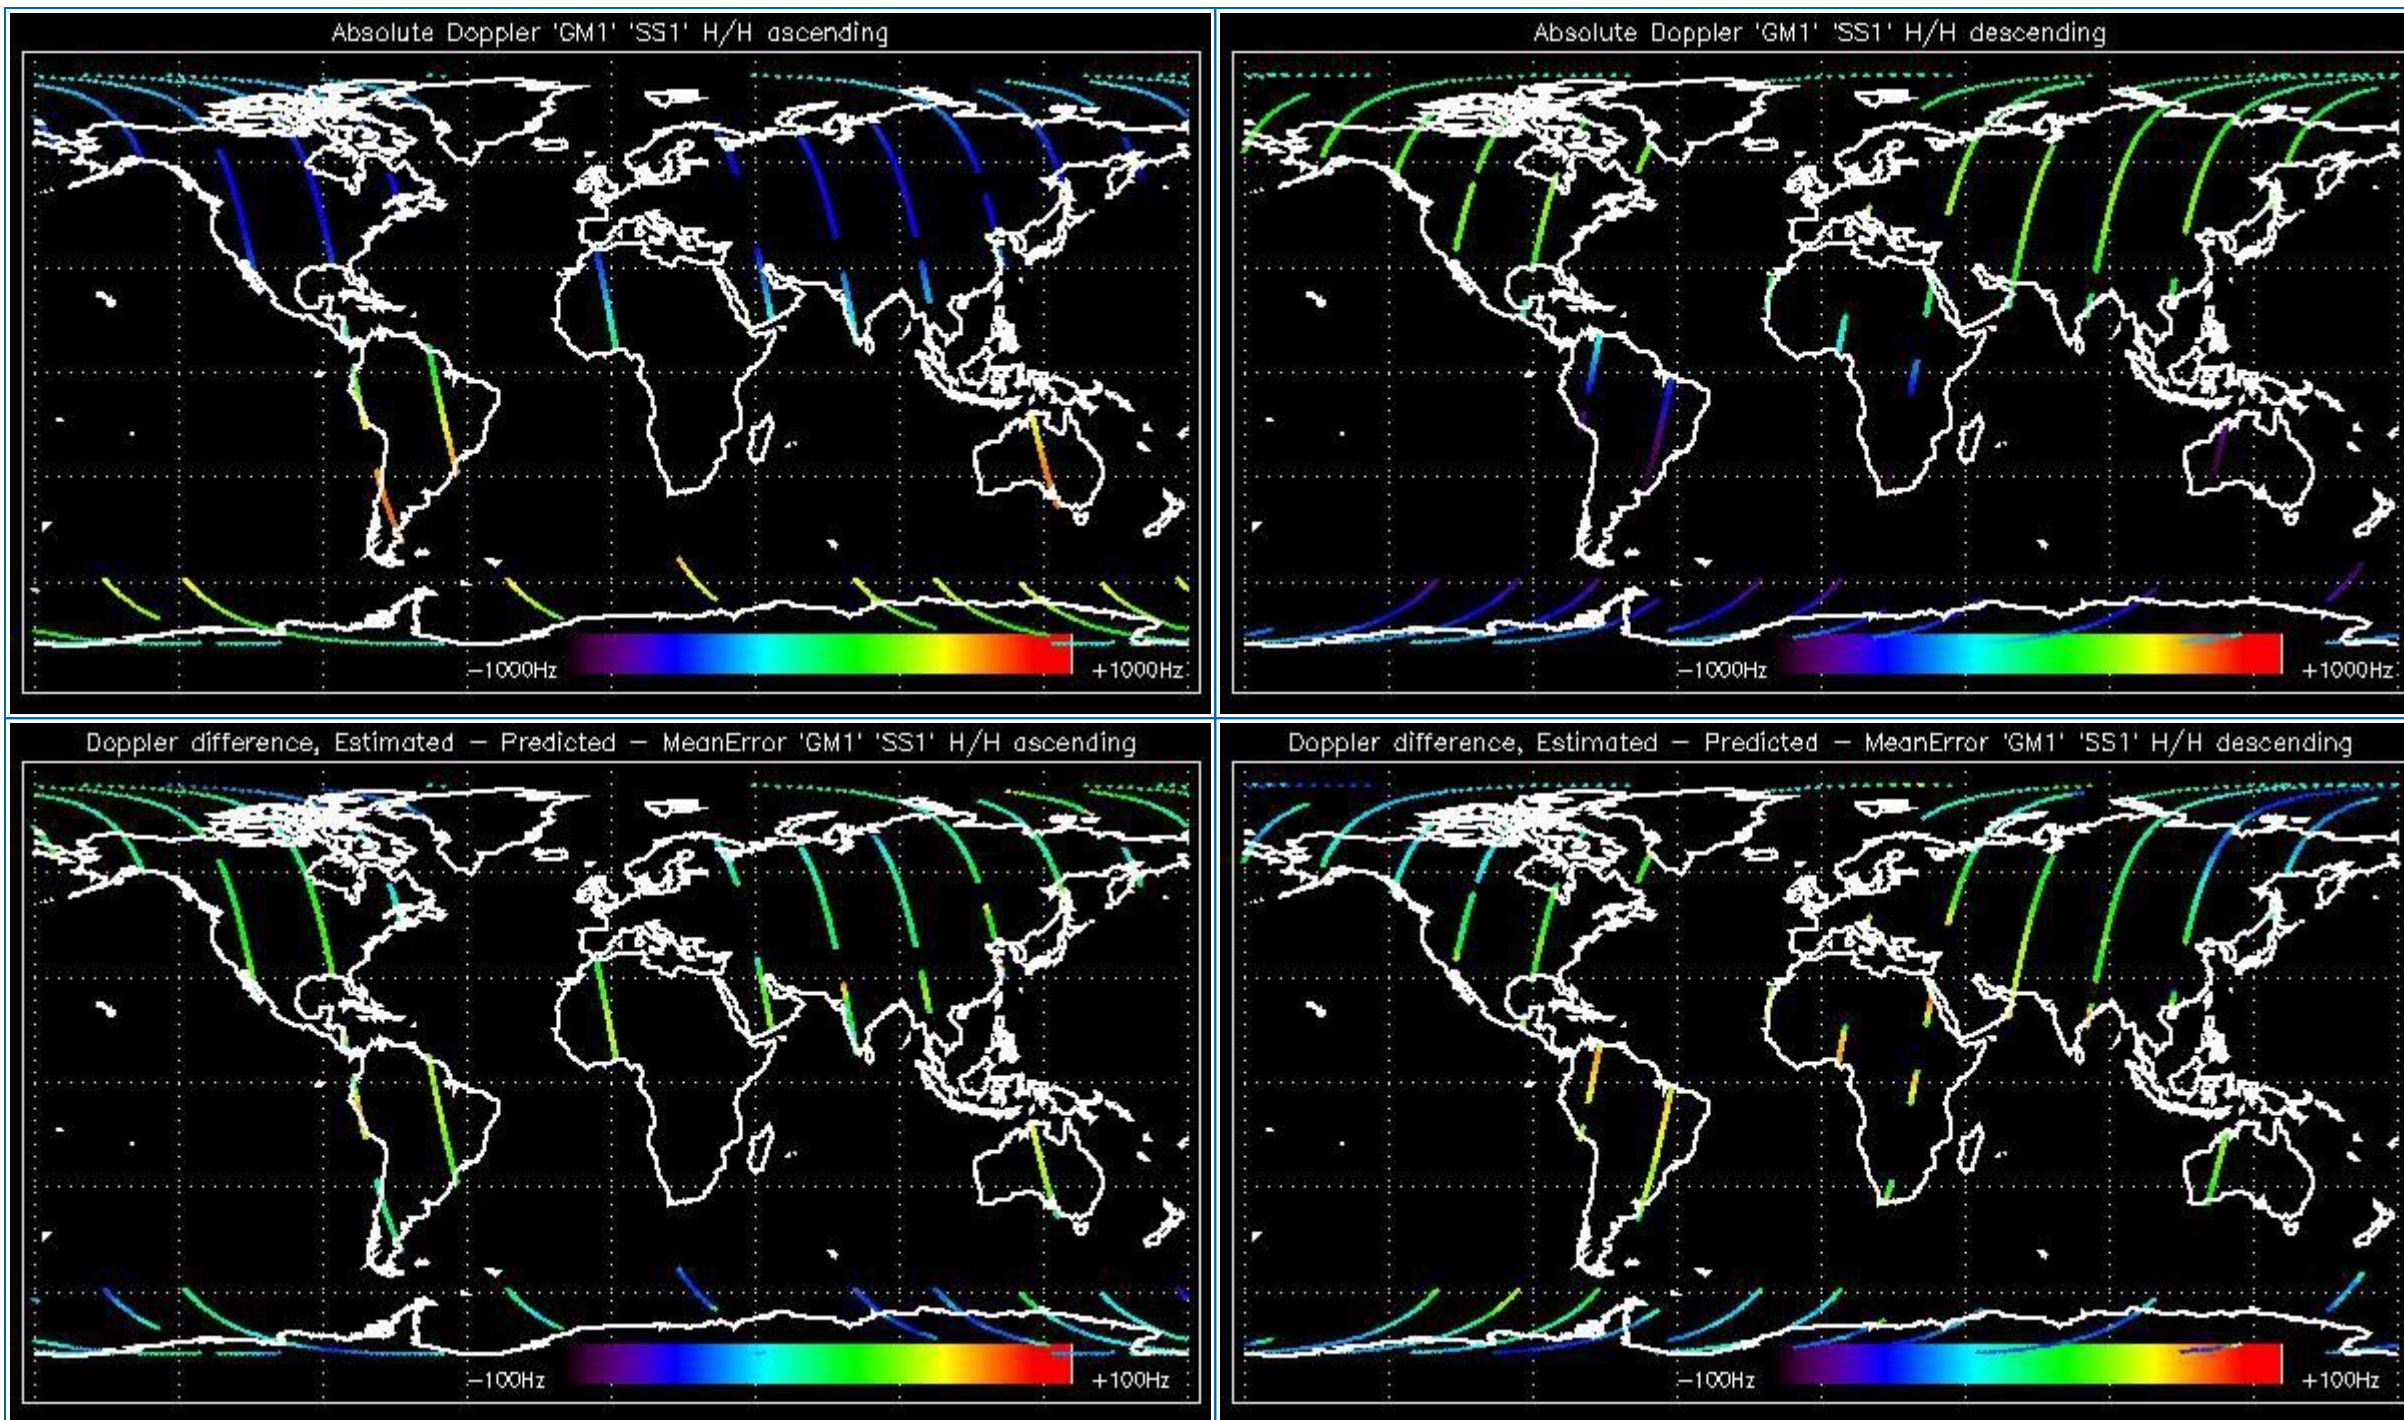 Absolute Doppler 'GM1' 'SS1' H/H ascending
−1000Hz
+1000Hz
Absolute Doppler 'GM1' 'SS1' H/H descending
−1000Hz
+1000Hz
Doppler difference, Estimated − Predicted − MeanError 'GM1' 'SS1' H/H ascending
−100Hz
+100Hz
Doppler difference, Estimated − Predicted − MeanError 'GM1' 'SS1' H/H descending
−100Hz
+100Hz